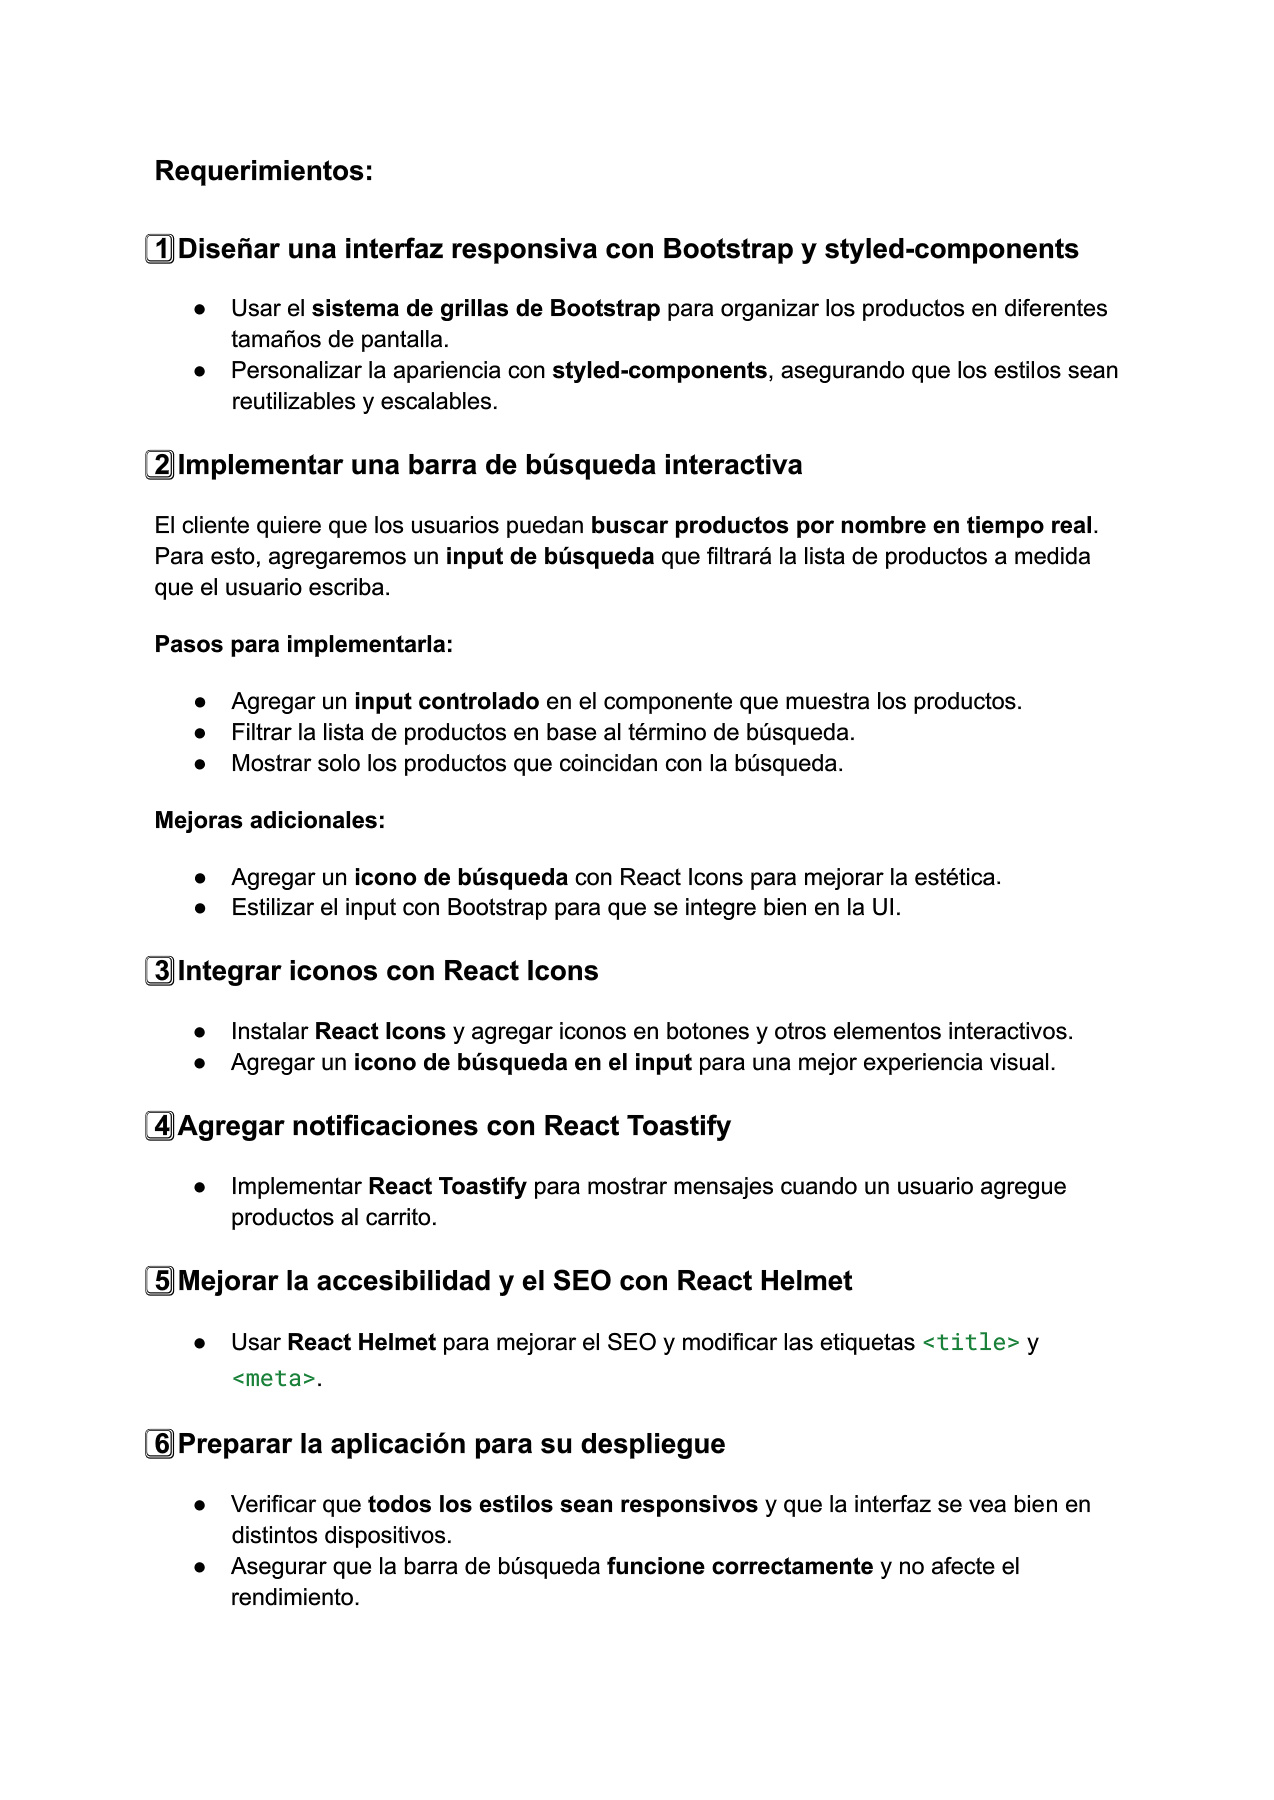 Requerimientos:
1 Diseñar una interfaz responsiva con Bootstrap y styled-components
● Usar el sistema de grillas de Bootstrap para organizar los productos en diferentes
tamaños de pantalla.
● Personalizar la apariencia con styled-components, asegurando que los estilos sean
reutilizables y escalables.
2 Implementar una barra de búsqueda interactiva
El cliente quiere que los usuarios puedan buscar productos por nombre en tiempo real.
Para esto, agregaremos un input de búsqueda que filtrará la lista de productos a medida
que el usuario escriba.
Pasos para implementarla:
● Agregar un input controlado en el componente que muestra los productos.
● Filtrar la lista de productos en base al término de búsqueda.
● Mostrar solo los productos que coincidan con la búsqueda.
Mejoras adicionales:
● Agregar un icono de búsqueda con React Icons para mejorar la estética.
● Estilizar el input con Bootstrap para que se integre bien en la UI.
3 Integrar iconos con React Icons
● Instalar React Icons y agregar iconos en botones y otros elementos interactivos.
● Agregar un icono de búsqueda en el input para una mejor experiencia visual.
4 Agregar notificaciones con React Toastify
● Implementar React Toastify para mostrar mensajes cuando un usuario agregue
productos al carrito.
5 Mejorar la accesibilidad y el SEO con React Helmet
● Usar React Helmet para mejorar el SEO y modificar las etiquetas <title> y
<meta>.
6 Preparar la aplicación para su despliegue
● Verificar que todos los estilos sean responsivos y que la interfaz se vea bien en
distintos dispositivos.
● Asegurar que la barra de búsqueda funcione correctamente y no afecte el
rendimiento.